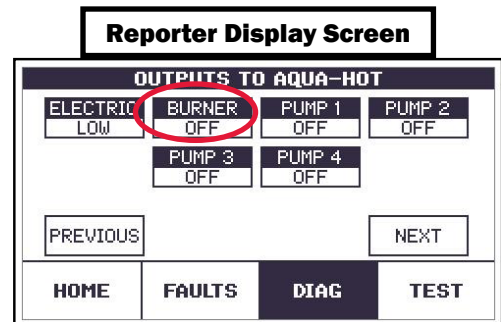 Reporter Display Screen
OUTPUTS TO AQUA-HOT
ELECTRIC BURNER PUMP 1 PUMP 2
LOW OFF OFF OFF
PUMP 3 PUMP 4
OFF OFF
PREVIOUS NEXT
HOME FAULTS DIAG TEST